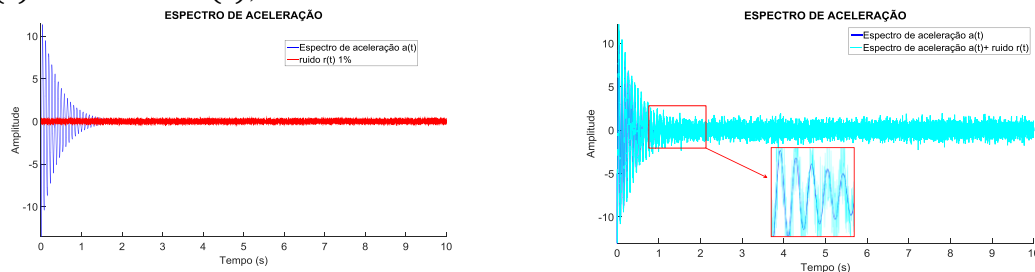 ESPECTRO DE ACELERAÇÃO
Espectro de aceleração a(t)
ruido r(t) 1%
Amplitude
10
5
0
-5
-10
0 1 2 3 4 5 6 7 8 9 10
Tempo (s)
ESPECTRO DE ACELERAÇÃO
Espectro de aceleração a(t)
Espectro de aceleração a(t)+ ruido r(t)
Amplitude
10
5
0
-5
-10
0 1 2 3 4 5 6 7 8 9 10
Tempo (s)